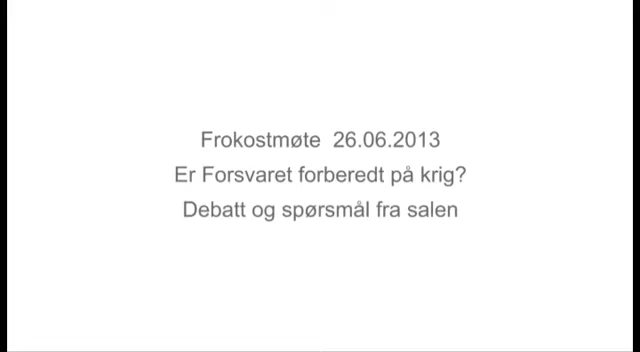 Frokostmøte 26.06.2013
Er Forsvaret forberedt på krig?
Debatt og spørsmål fra salen